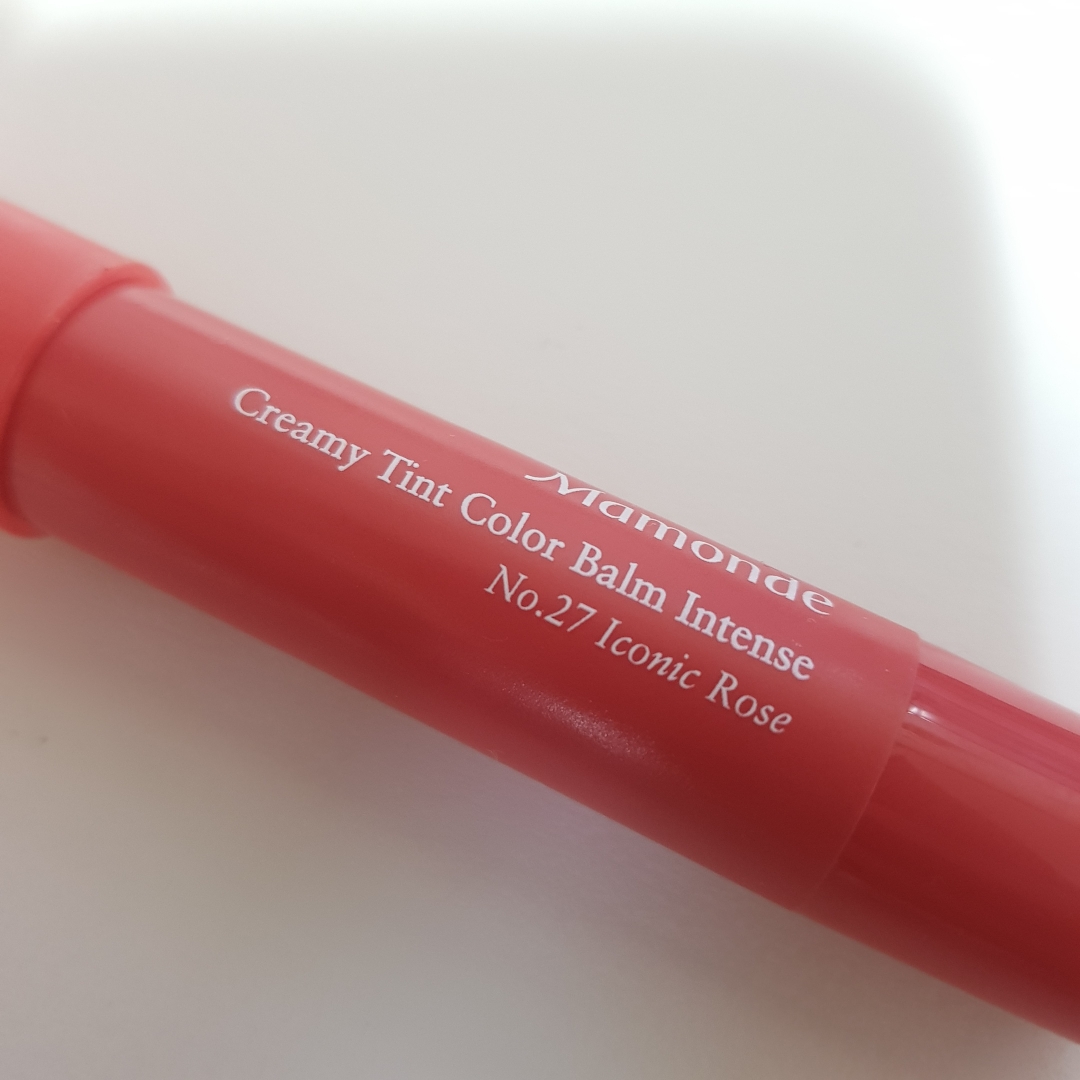 Mamonde
Creamy Tint Color Balm Intense
No.27 Iconic Rose